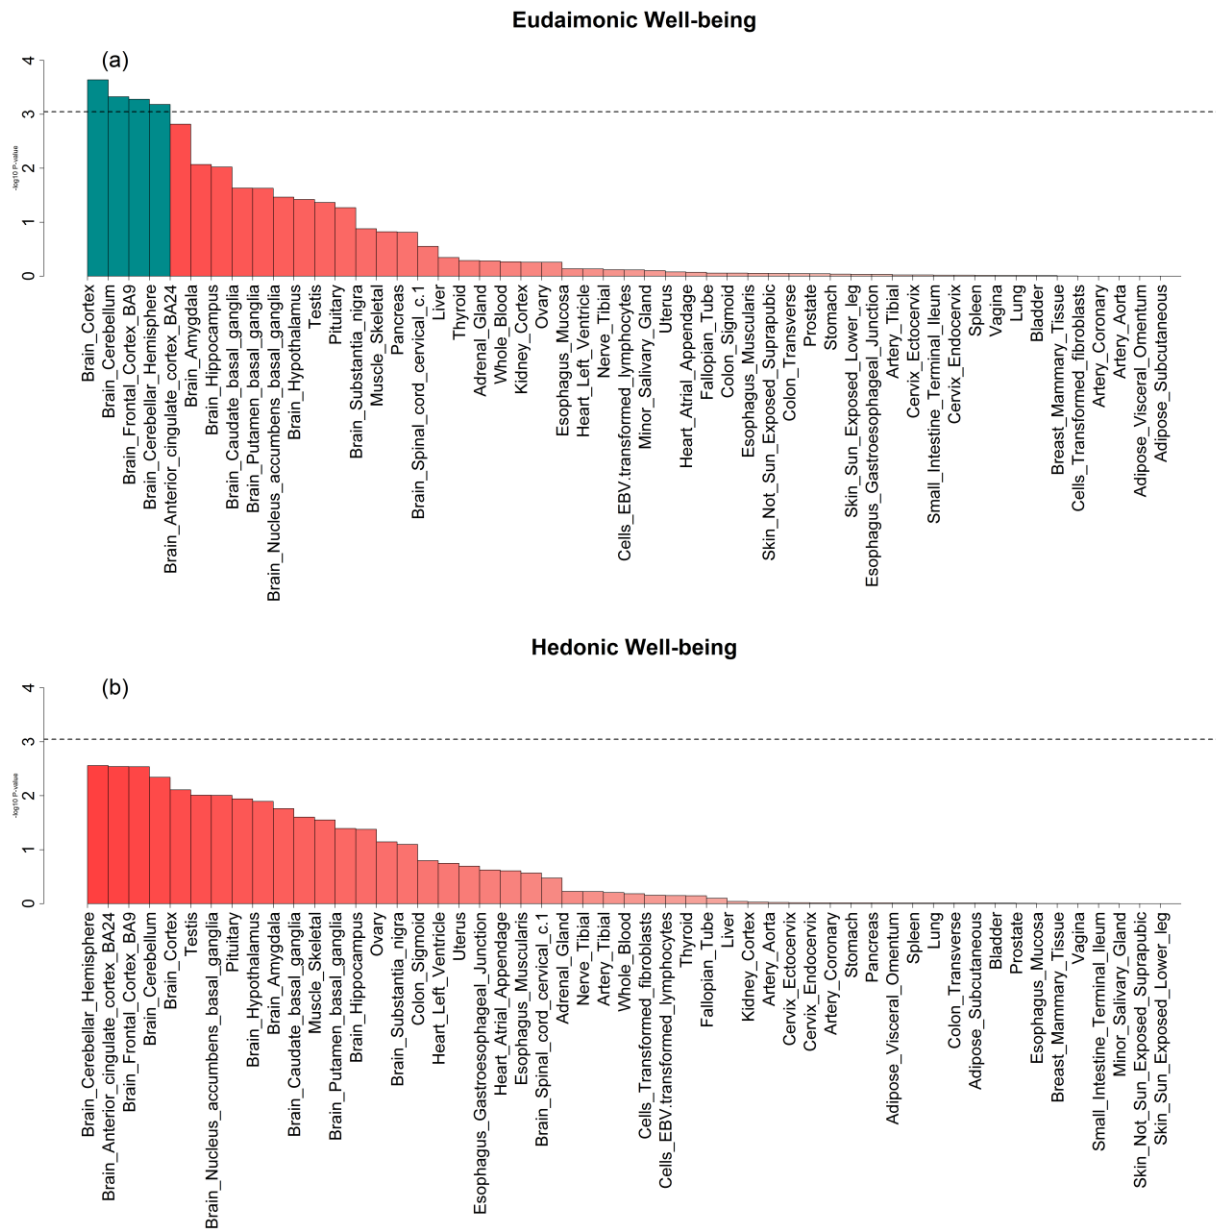 Eudaimonic Well-being
(a)
-log10 P-value
4
3
2
1
0
Brain_Cortex
Brain_Cerebellum
Brain_Frontal_Cortex_BA9
Brain_Cerebellar_Hemisphere
Brain_Anterior_cingulate_cortex_BA24
Brain_Amygdala
Brain_Hippocampus
Brain_Caudate_basal_ganglia
Brain_Putamen_basal_ganglia
Brain_Nucleus_accumbens_basal_ganglia
Brain_Hypothalamus
Testis
Pituitary
Brain_Substantia_nigra
Muscle_Skeletal
Pancreas
Brain_Spinal_cord_cervical_c.1
Liver
Thyroid
Adrenal_Gland
Whole_Blood
Kidney_Cortex
Ovary
Esophagus_Mucosa
Heart_Left_Ventricle
Nerve_Tibial
Cells_EBV.transformed_lymphocytes
Minor_Salivary_Gland
Uterus
Heart_Atrial_Appendage
Fallopian_Tube
Colon_Sigmoid
Esophagus_Muscularis
Skin_Not_Sun_Exposed_Suprapubic
Colon_Transverse
Prostate
Stomach
Skin_Sun_Exposed_Lower_leg
Esophagus_Gastroesophageal_Junction
Artery_Tibial
Cervix_Ectocervix
Small_Intestine_Terminal_Ileum
Cervix_Endocervix
Spleen
Vagina
Lung
Bladder
Breast_Mammary_Tissue
Cells_Transformed_fibroblasts
Artery_Coronary
Artery_Aorta
Adipose_Visceral_Omentum
Adipose_Subcutaneous
Hedonic Well-being
(b)
-log10 P-value
4
3
2
1
0
Brain_Cerebellar_Hemisphere
Brain_Anterior_cingulate_cortex_BA24
Brain_Frontal_Cortex_BA9
Brain_Cerebellum
Brain_Cortex
Testis
Brain_Nucleus_accumbens_basal_ganglia
Pituitary
Brain_Hypothalamus
Brain_Amygdala
Brain_Caudate_basal_ganglia
Muscle_Skeletal
Brain_Putamen_basal_ganglia
Brain_Hippocampus
Ovary
Brain_Substantia_nigra
Colon_Sigmoid
Heart_Left_Ventricle
Uterus
Esophagus_Gastroesophageal_Junction
Heart_Atrial_Appendage
Esophagus_Muscularis
Brain_Spinal_cord_cervical_c.1
Adrenal_Gland
Nerve_Tibial
Artery_Tibial
Whole_Blood
Cells_Transformed_fibroblasts
Cells_EBV.transformed_lymphocytes
Thyroid
Fallopian_Tube
Liver
Kidney_Cortex
Artery_Aorta
Cervix_Ectocervix
Cervix_Endocervix
Artery_Coronary
Stomach
Pancreas
Adipose_Visceral_Omentum
Spleen
Lung
Colon_Transverse
Adipose_Subcutaneous
Bladder
Prostate
Esophagus_Mucosa
Breast_Mammary_Tissue
Vagina
Small_Intestine_Terminal_Ileum
Minor_Salivary_Gland
Skin_Not_Sun_Exposed_Suprapubic
Skin_Sun_Exposed_Lower_leg